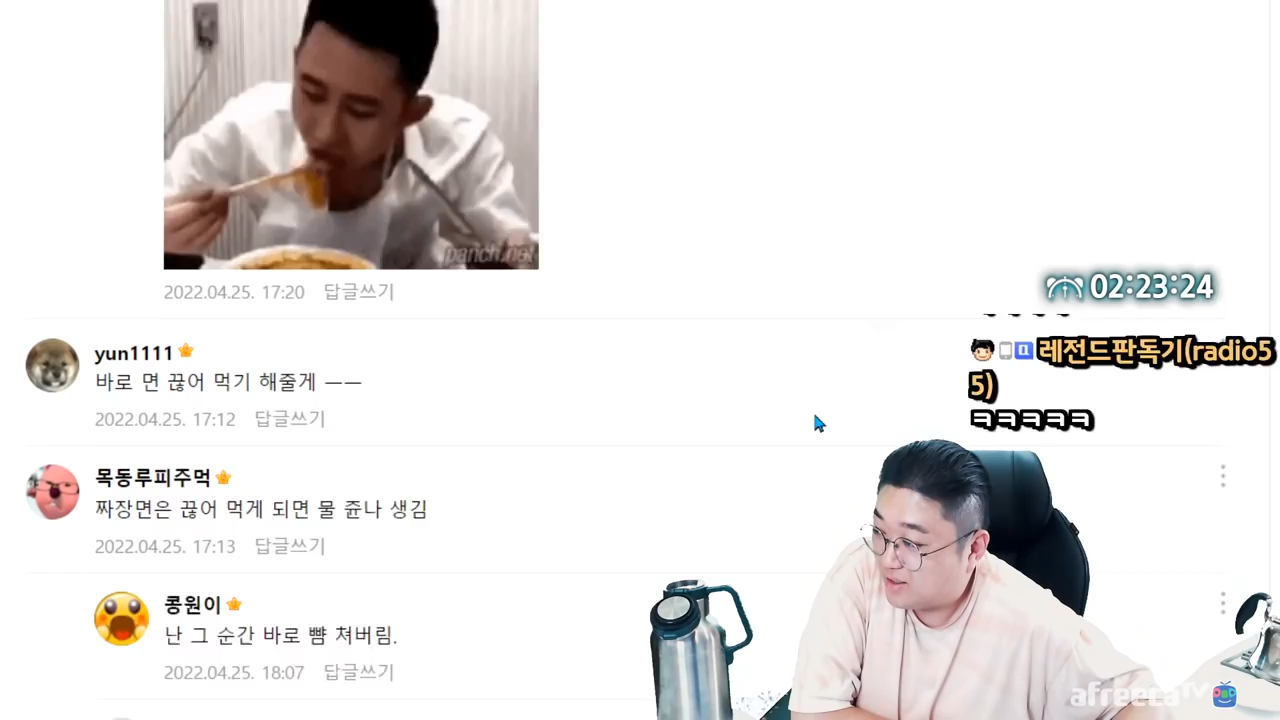 panchi.net
2022.04.25. 17:20 답글쓰기
02:23:24
레전드판독기(radio5
5)
ㅋㅋㅋㅋㅋ
yun1111
바로 면 끊어 먹기 해줄게 ㅡㅡ
2022.04.25. 17:12 답글쓰기
목동루피주먹
짜장면은 끊어 먹게 되면 물 쥰나 생김
2022.04.25. 17:13 답글쓰기
콩원이
난 그 순간 바로 뺨 쳐버림.
2022.04.25. 18:07 답글쓰기
afreecaTV